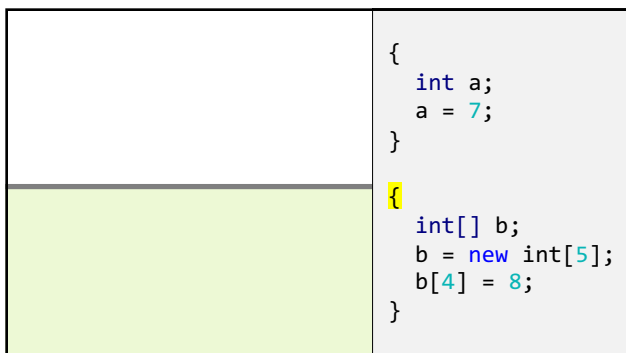 {
int a;
a = 7;
}
{
int[] b;
b = new int[5];
b[4] = 8;
}